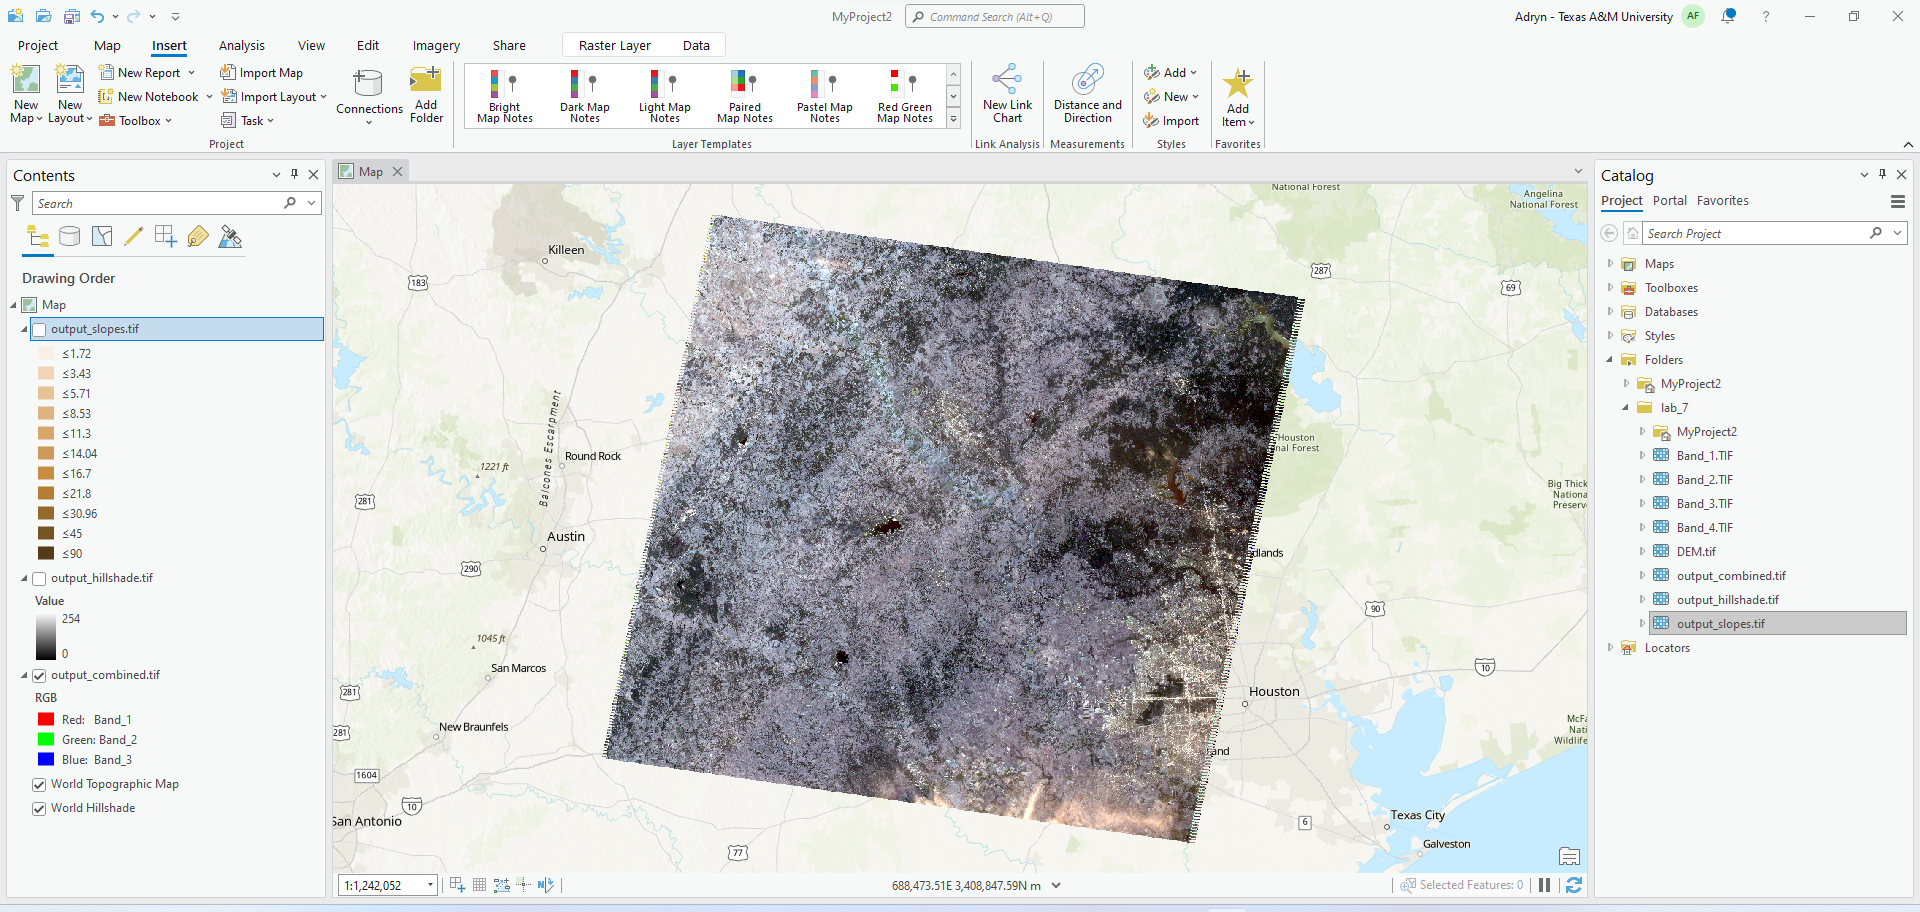 MyProject2
Command Search (Alt+Q)
Adryn - Texas A&M University
AF
Project
Map
Insert
Analysis
View
Edit
Imagery
Share
Raster Layer
Data
New Map
New Layout
New Report
New Notebook
Toolbox
Import Map
Import Layout
Task
Connections
Add Folder
Project
Bright Map Notes
Dark Map Notes
Light Map Notes
Paired Map Notes
Pastel Map Notes
Red Green Map Notes
Layer Templates
New Link Chart
Link Analysis
Distance and Direction
Measurements
Add
New
Import
Styles
Add Item
Favorites
Contents
Search
Drawing Order
Map
output_slopes.tif
≤1.72
≤3.43
≤5.71
≤8.53
≤11.3
≤14.04
≤16.7
≤21.8
≤30.96
≤45
≤90
output_hillshade.tif
Value
254
0
output_combined.tif
RGB
Red: Band_1
Green: Band_2
Blue: Band_3
World Topographic Map
World Hillshade
Map
National Forest
Angelina
National Forest
Killeen
183
287
69
Balcones Escarpment
Round Rock
1221 ft
281
Houston
nal Forest
Big Thick
Nationa
Preserv
Austin
290
dlands
90
1045 ft
San Marcos
10
281
Houston
New Braunfels
281
McFa
Nati
Wildlife
and
1604
10
San Antonio
6
Texas City
77
Galveston
1:1,242,052
688,473.51E 3,408,847.59N m
Selected Features: 0
Catalog
Project
Portal
Favorites
Search Project
Maps
Toolboxes
Databases
Styles
Folders
MyProject2
lab_7
MyProject2
Band_1.TIF
Band_2.TIF
Band_3.TIF
Band_4.TIF
DEM.tif
output_combined.tif
output_hillshade.tif
output_slopes.tif
Locators